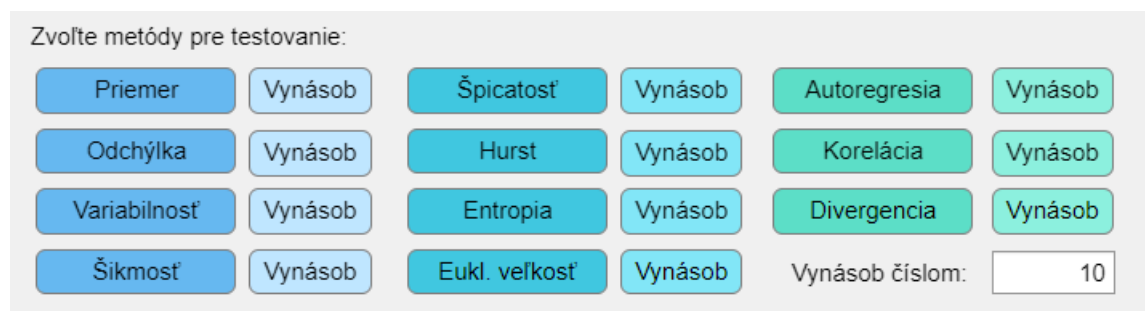 Zvoľte metódy pre testovanie:
Priemer Vynásob Špicatosť Vynásob Autoregresia Vynásob
Odchýlka Vynásob Hurst Vynásob Korelácia Vynásob
Variabilnosť Vynásob Entropia Vynásob Divergencia Vynásob
Šikmosť Vynásob Eukl. veľkosť Vynásob Vynásob číslom: 10